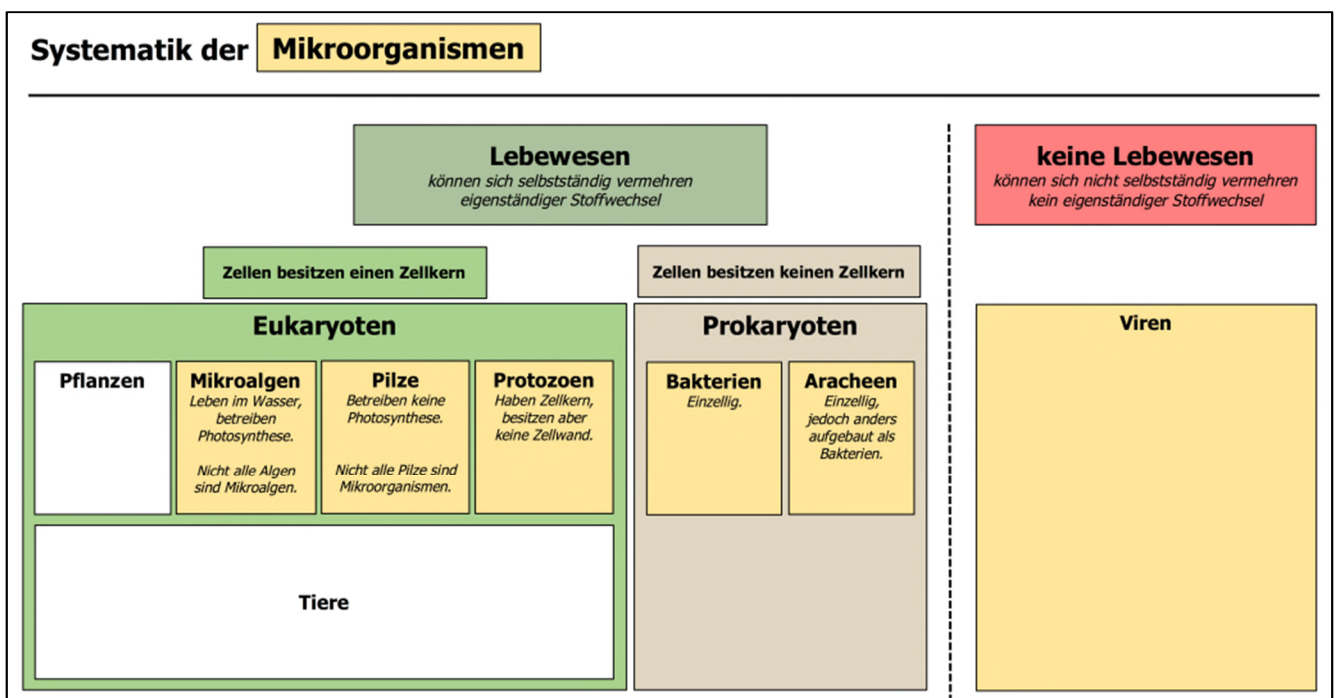 Systematik der Mikroorganismen
Lebewesen
können sich selbstständig vermehren
eigenständiger Stoffwechsel
keine Lebewesen
können sich nicht selbstständig vermehren
kein eigenständiger Stoffwechsel
Zellen besitzen einen Zellkern
Zellen besitzen keinen Zellkern
Eukaryoten
Pflanzen
Mikroalgen
Leben im Wasser,
betreiben
Photosynthese.
Nicht alle Algen
sind Mikroalgen.
Pilze
Betreiben keine
Photosynthese.
Nicht alle Pilze sind
Mikroorganismen.
Protozoen
Haben Zellkern,
besitzen aber
keine Zellwand.
Tiere
Prokaryoten
Bakterien
Einzellig.
Aracheen
Einzellig,
jedoch anders
aufgebaut als
Bakterien.
Viren